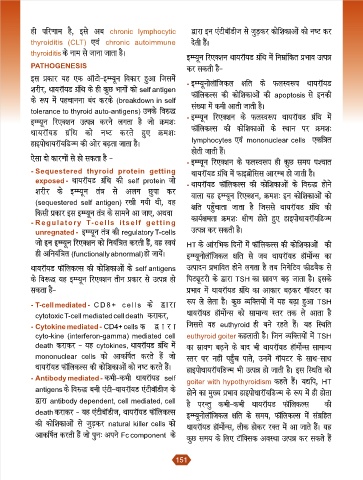 ही परिणाम है, इसे अब chronic lymphocytic
thyroiditis (CLT) एवं chronic autoimmune
thyroiditis के नाम से जाना जाता है।
PATHOGENESIS
इस प्रकार यह एक ऑटो-इम्यून विकार हुआ जिसमें
शरीर, थायरॉयड ग्रंथि के ही कुछ भागों को self antigen
के रूप में पहचानना बंद करके (breakdown in self
tolerance to thyroid auto-antigens) उनके विरूद्ध
इम्यून रिएक्शन उत्पन्न करने लगता है जो क्रमशः
थायरॉयड ग्रंथि को नष्ट करते हुए क्रमशः
हाइपोथायरॉयडिज्म की ओर बढ़ता जाता है।
ऐसा दो कारणों से हो सकता है –
- Sequestered thyroid protein getting
exposed - थायरॉयड ग्रंथि की self protein जो
शरीर के इम्यून तंत्र से अलग छुपा कर
(sequestered self antigen) रखी गयी थी, वह
किसी प्रकार इस इम्यून तंत्र के सामने आ जाए, अथवा
- Regulatory T-cells itself getting
unregnated - इम्यून तंत्र की regulatory T-cells
जो इन इम्यून रिएक्शन को नियंत्रित करती हैं, वह स्वयं
ही अनियंत्रित (functionally abnormal) हो जायें।
थायरॉयड फॉलिकल्स की कोशिकाओं के self antigens
के विरूद्ध यह इम्यून रिएक्शन तीन प्रकार से उत्पन्न हो
सकता है–
- T-cell mediated - CD8+ cells के द्वारा
cytotoxic T-cell mediated cell death कराकर,
- Cytokine mediated - CD4+ cells के द्वारा
cyto-kine (interferon-gamma) mediated cell
death कराकर – यह cytokines, थायरॉयड ग्रंथि में
mononuclear cells को आकर्षित करते हैं जो
थायरॉयड फॉलिकल्स की कोशिकाओं को नष्ट करते हैं।
- Antibody mediated - कभी-कभी थायरॉयड self
antigens के विरूद्ध बनी एंटी-थायरॉयड एंटीबॉडीज के
द्वारा antibody dependent, cell mediated, cell
death कराकर – यह एंटीबॉडीज, थायरॉयड फॉलिकल्स
की कोशिकाओं से जुड़कर natural killer cells को
आकर्षित करती हैं जो पुनः अपने Fc component के
द्वारा इन एंटीबॉडीज से जुड़कर कोशिकाओं को नष्ट कर
देती हैं।
इम्यून रिएक्शन थायरॉयड ग्रंथि में निम्नांकित प्रभाव उत्पन्न
कर सकती है–
- इम्यूनोलॉजिकल क्षति के फलस्वरूप थायरॉयड
फॉलिकल्स की कोशिकाओं की apoptosis से इनकी
संख्या में कमी आती जाती है।
- इम्यून रिएक्शन के फलस्वरूप थायरॉयड ग्रंथि में
फॉलिकल्स की कोशिकाओं के स्थान पर क्रमशः
lymphocytes एवं mononuclear cells एकत्रित
होती जाती हैं।
- इम्यून रिएक्शन के फलस्वरूप ही कुछ समय पश्चात
थायरॉयड ग्रंथि में फाइब्रोसिस आरम्भ हो जाती है।
- थायरॉयड फॉलिकल्स की कोशिकाओं के विरूद्ध होने
वाला यह इम्यून रिएक्शन, क्रमशः इन कोशिकाओं को
क्षति पहुँचाता जाता है जिससे थायरॉयड ग्रंथि की
कार्यक्षमता क्रमशः क्षीण होते हुए हाइपोथायरॉयडिज्म
उत्पन्न कर सकती है।
HT के आरंभिक दिनों में फॉलिकल्स की कोशिकाओं की
इम्यूनोलॉजिकल क्षति से जब थायरॉयड हॉर्मोन्स का
उत्पादन प्रभावित होने लगता है तब निगेटिव फीडबैक से
पिट्यूटरी के द्वारा TSH का स्रावण बढ़ जाता है। इसके
प्रभाव में थायरॉयड ग्रंथि का आकार बढ़कर गॉयटर का
रूप ले लेता है। कुछ व्यक्तियों में यह बढ़ा हुआ TSH
थायरॉयड हॉर्मोन्स को सामान्य स्तर तक ले आता है
जिससे वह euthyroid ही बने रहते हैं। यह स्थिति
euthyroid goiter कहलाती है। जिन व्यक्तियों में TSH
का स्रावण बढ़ने के बाद भी थायरॉयड हॉर्मोन्स सामान्य
स्तर पर नहीं पहुँच पाते, उनमें गॉयटर के साथ-साथ
हाइपोथायरॉयडिज्म भी उत्पन्न हो जाती है। इस स्थिति को
goiter with hypothyroidism कहते हैं। यद्यपि, HT
होने का मुख्य प्रभाव हाइपोथायरॉयडिज्म के रूप में ही होता
है परन्तु कभी-कभी थायरॉयड फॉलिकल्स की
इम्यूनोलॉजिकल क्षति के समय, फॉलिकल्स में संग्रहित
थायरॉयड हॉर्मोन्स, लीक होकर रक्त में आ जाते हैं। यह
कुछ समय के लिए टॉक्सिक अवस्था उत्पन्न कर सकते हैं
151